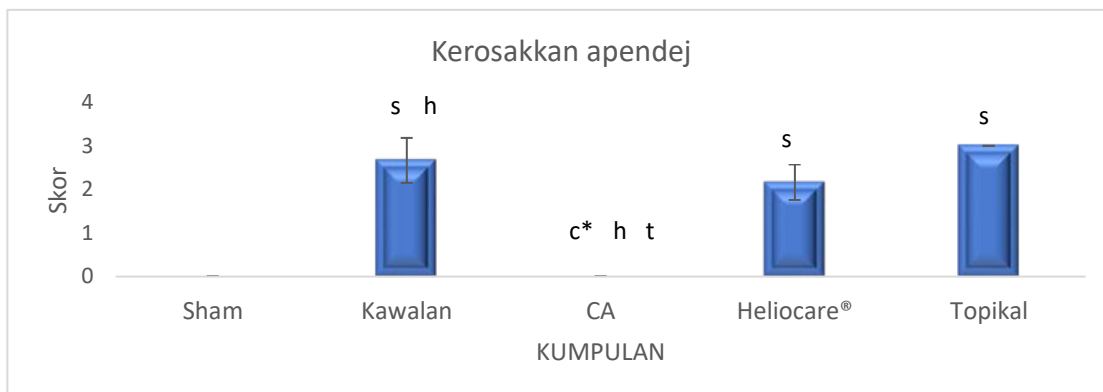 Kerosakkan apendej
4
3
2
1
0
Skor
s h
c* h t
s
s
Sham Kawalan CA Heliocare® Topikal
KUMPULAN